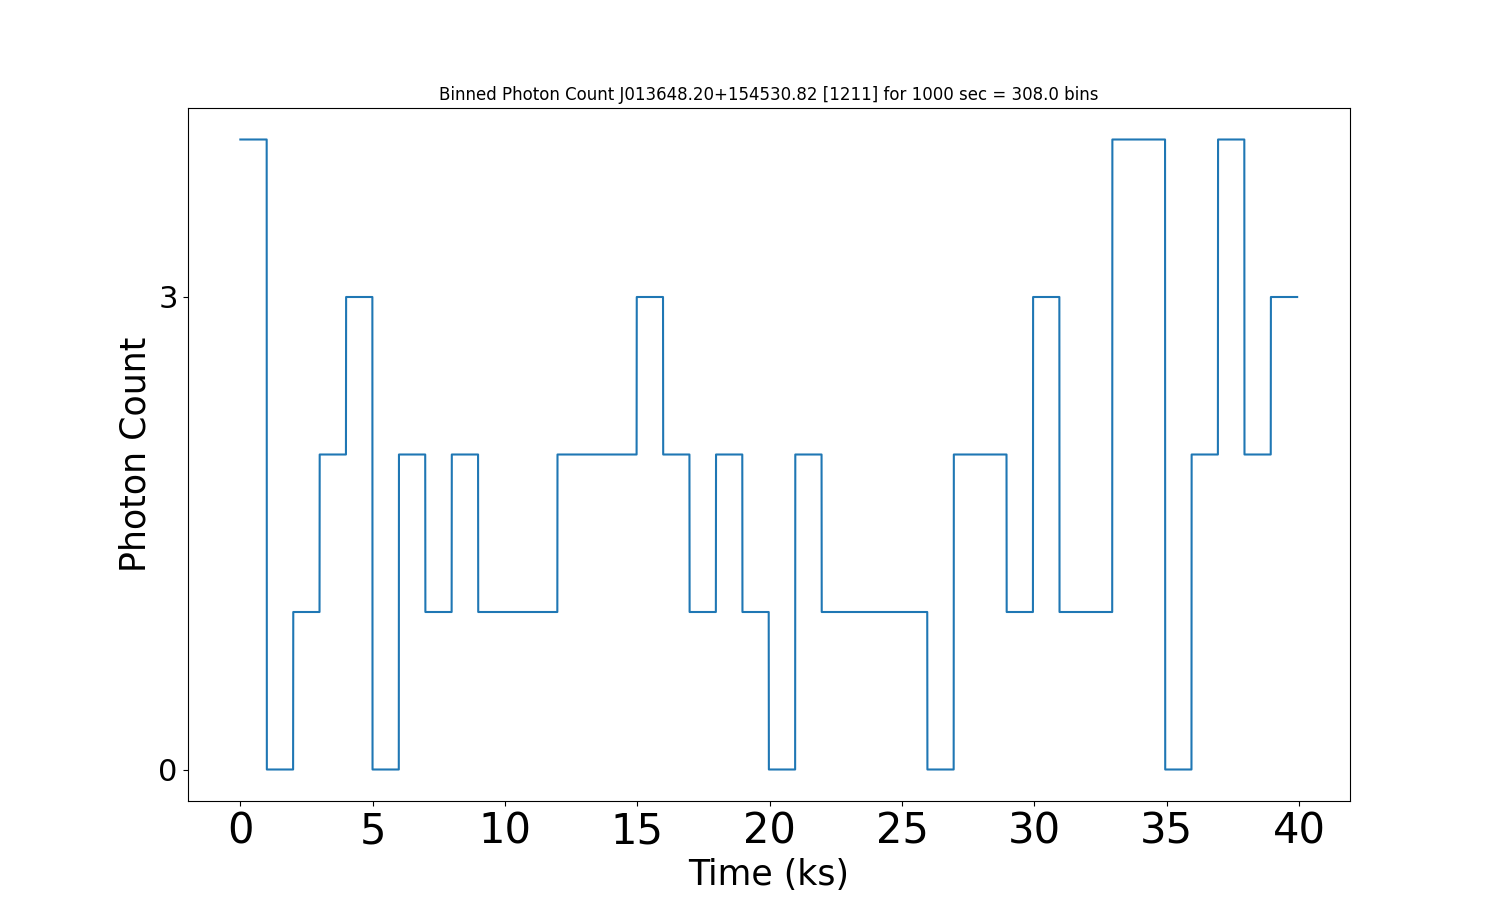 Binned Photon Count J013648.20+154530.82 [1211] for 1000 sec = 308.0 bins
Photon Count
3
0
0 5 10 15 20 25 30 35 40
Time (ks)